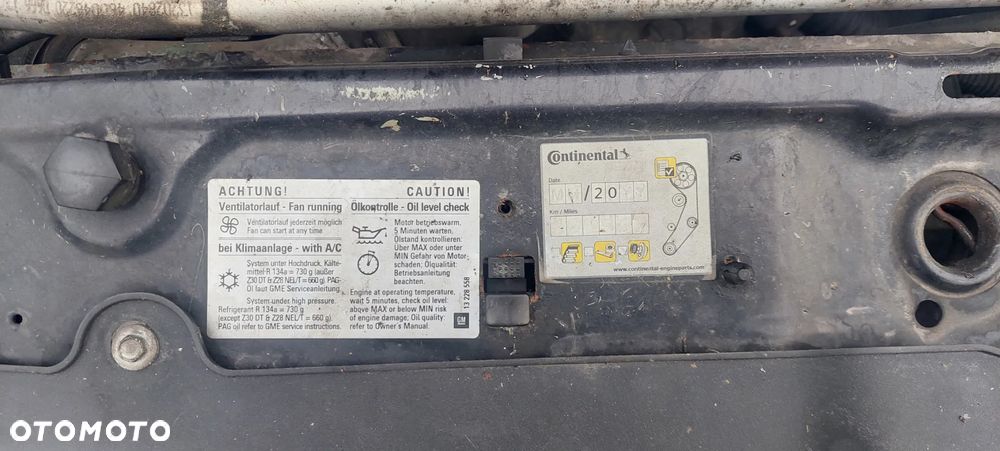 Continental
Date
/20
Km / Miles
www.continental-engineparts.com
ACHTUNG! CAUTION!
Ventilatorlauf - Fan running
Ventilatorlauf jederzeit möglich
Fan can start at any time
bei Klimaanlage - with A/C
System unter Hochdruck. Kälte-
mittel R 134a = 730 g (außer
Z30 DT & Z28 NEL/T = 660 g). PAG-
Öl laut GME Serviceanleitung.
System under high pressure.
Refrigerant R 134a = 730 g
(except Z30 DT & Z28 NEL/T = 660 g).
PAG oil refer to GME service instructions.
Ölkontrolle - Oil level check
Motor betriebswarm.
5 Minuten warten.
Ölstand kontrollieren.
Über MAX oder unter
MIN Gefahr von Motor-
schaden; Ölqualität:
Betriebsanleitung
beachten.
Engine at operating temperature,
wait 5 minutes, check oil level:
above MAX or below MIN risk
of engine damage; Oil quality:
refer to Owner's Manual.
13 228 558
GM
OTOMOTO